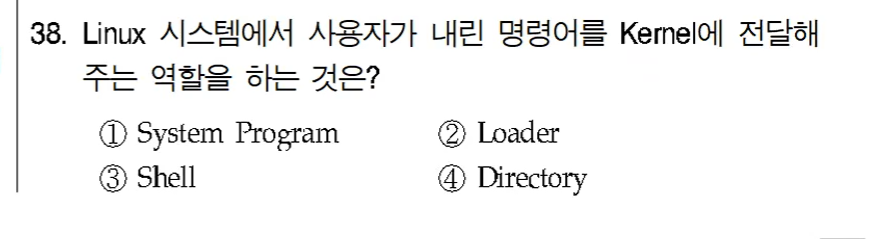 38. Linux 시스템에서 사용자가 내린 명령어를 Kernel에 전달해
주는 역할을 하는 것은?
① System Program ② Loader
③ Shell ④ Directory